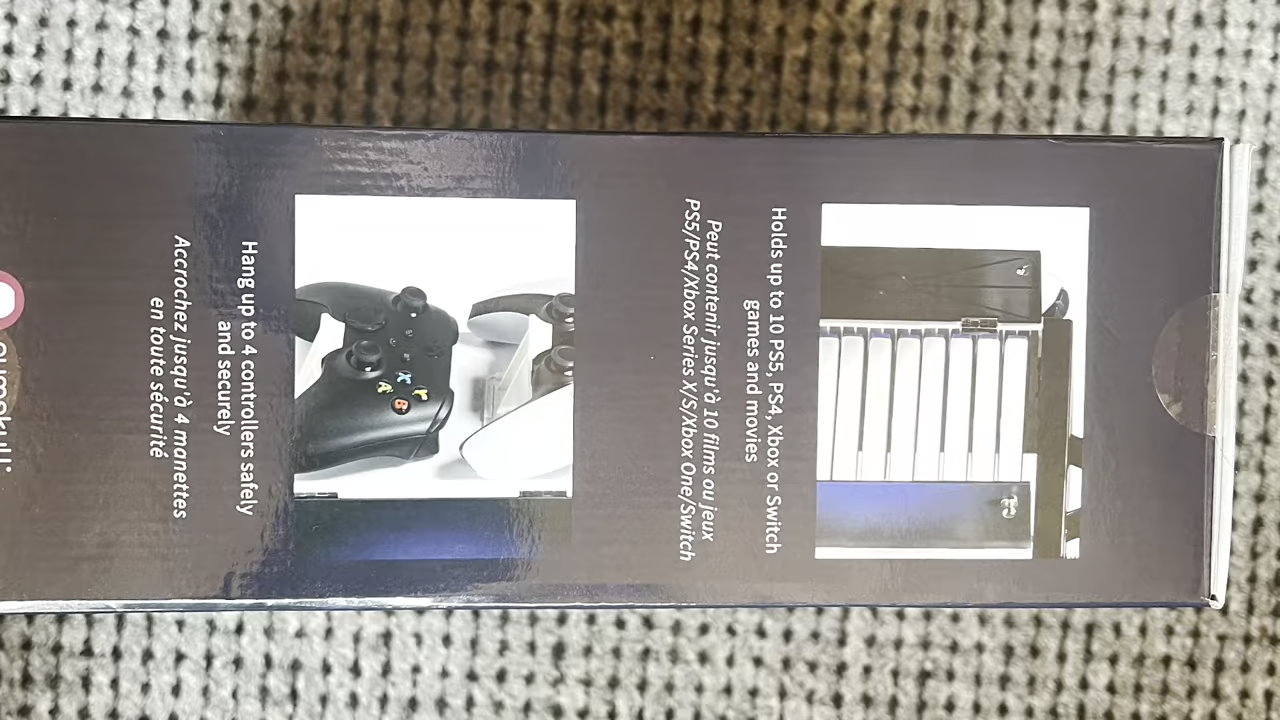 Holds up to 10 PS5, PS4, Xbox or Switch
games and movies
Peut contenir jusqu'à 10 films ou jeux
PS5/PS4/Xbox Series X/S/Xbox One/Switch
Hang up to 4 controllers safely
and securely
Accrochez jusqu'à 4 manettes
en toute sécurité